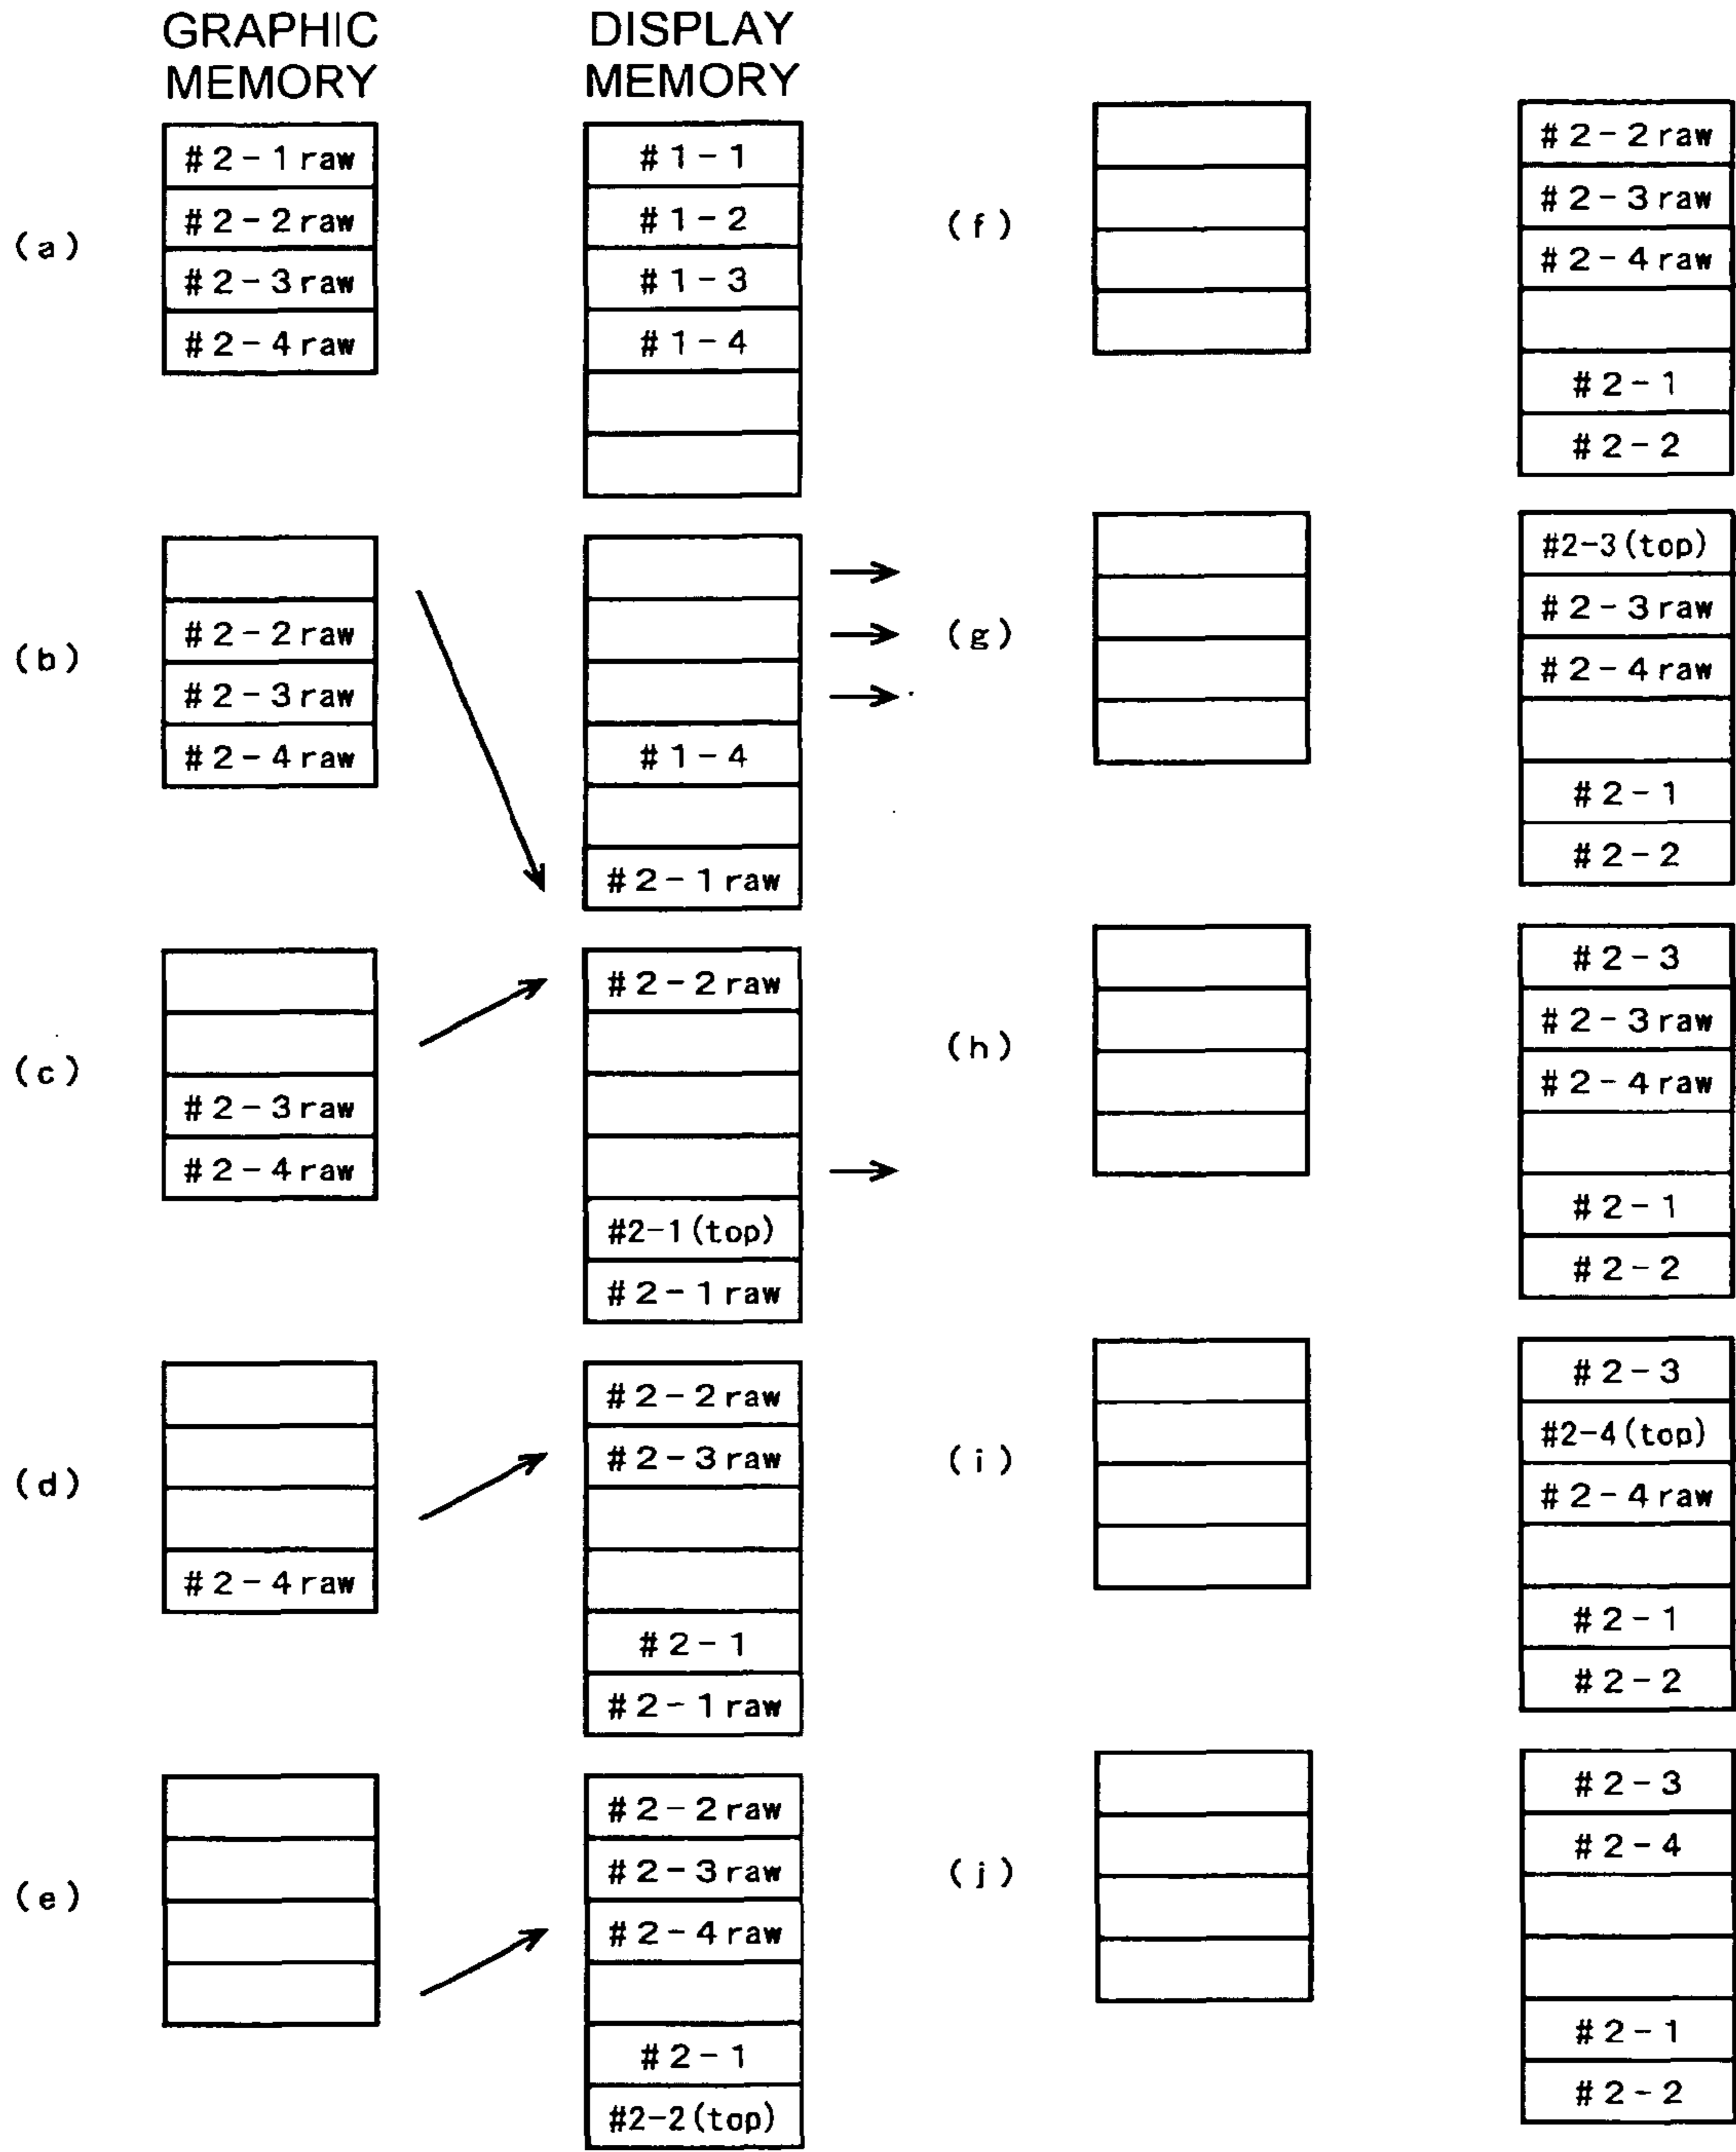 GRAPHIC
MEMORY
DISPLAY
MEMORY
(a)
#2-1raw
#2-2raw
#2-3raw
#2-4raw
#1-1
#1-2
#1-3
#1-4
(b)
#2-2raw
#2-3raw
#2-4raw
#1-4
#2-1raw
(c)
#2-3raw
#2-4raw
#2-2raw
#2-1(top)
#2-1raw
(d)
#2-4raw
#2-2raw
#2-3raw
#2-1
#2-1raw
(e)
#2-2raw
#2-3raw
#2-4raw
#2-1
#2-2(top)
(f)
#2-2raw
#2-3raw
#2-4raw
#2-1
#2-2
(g)
#2-3(top)
#2-3raw
#2-4raw
#2-1
#2-2
(h)
#2-3
#2-3raw
#2-4raw
#2-1
#2-2
(i)
#2-3
#2-4(top)
#2-4raw
#2-1
#2-2
(j)
#2-3
#2-4
#2-1
#2-2